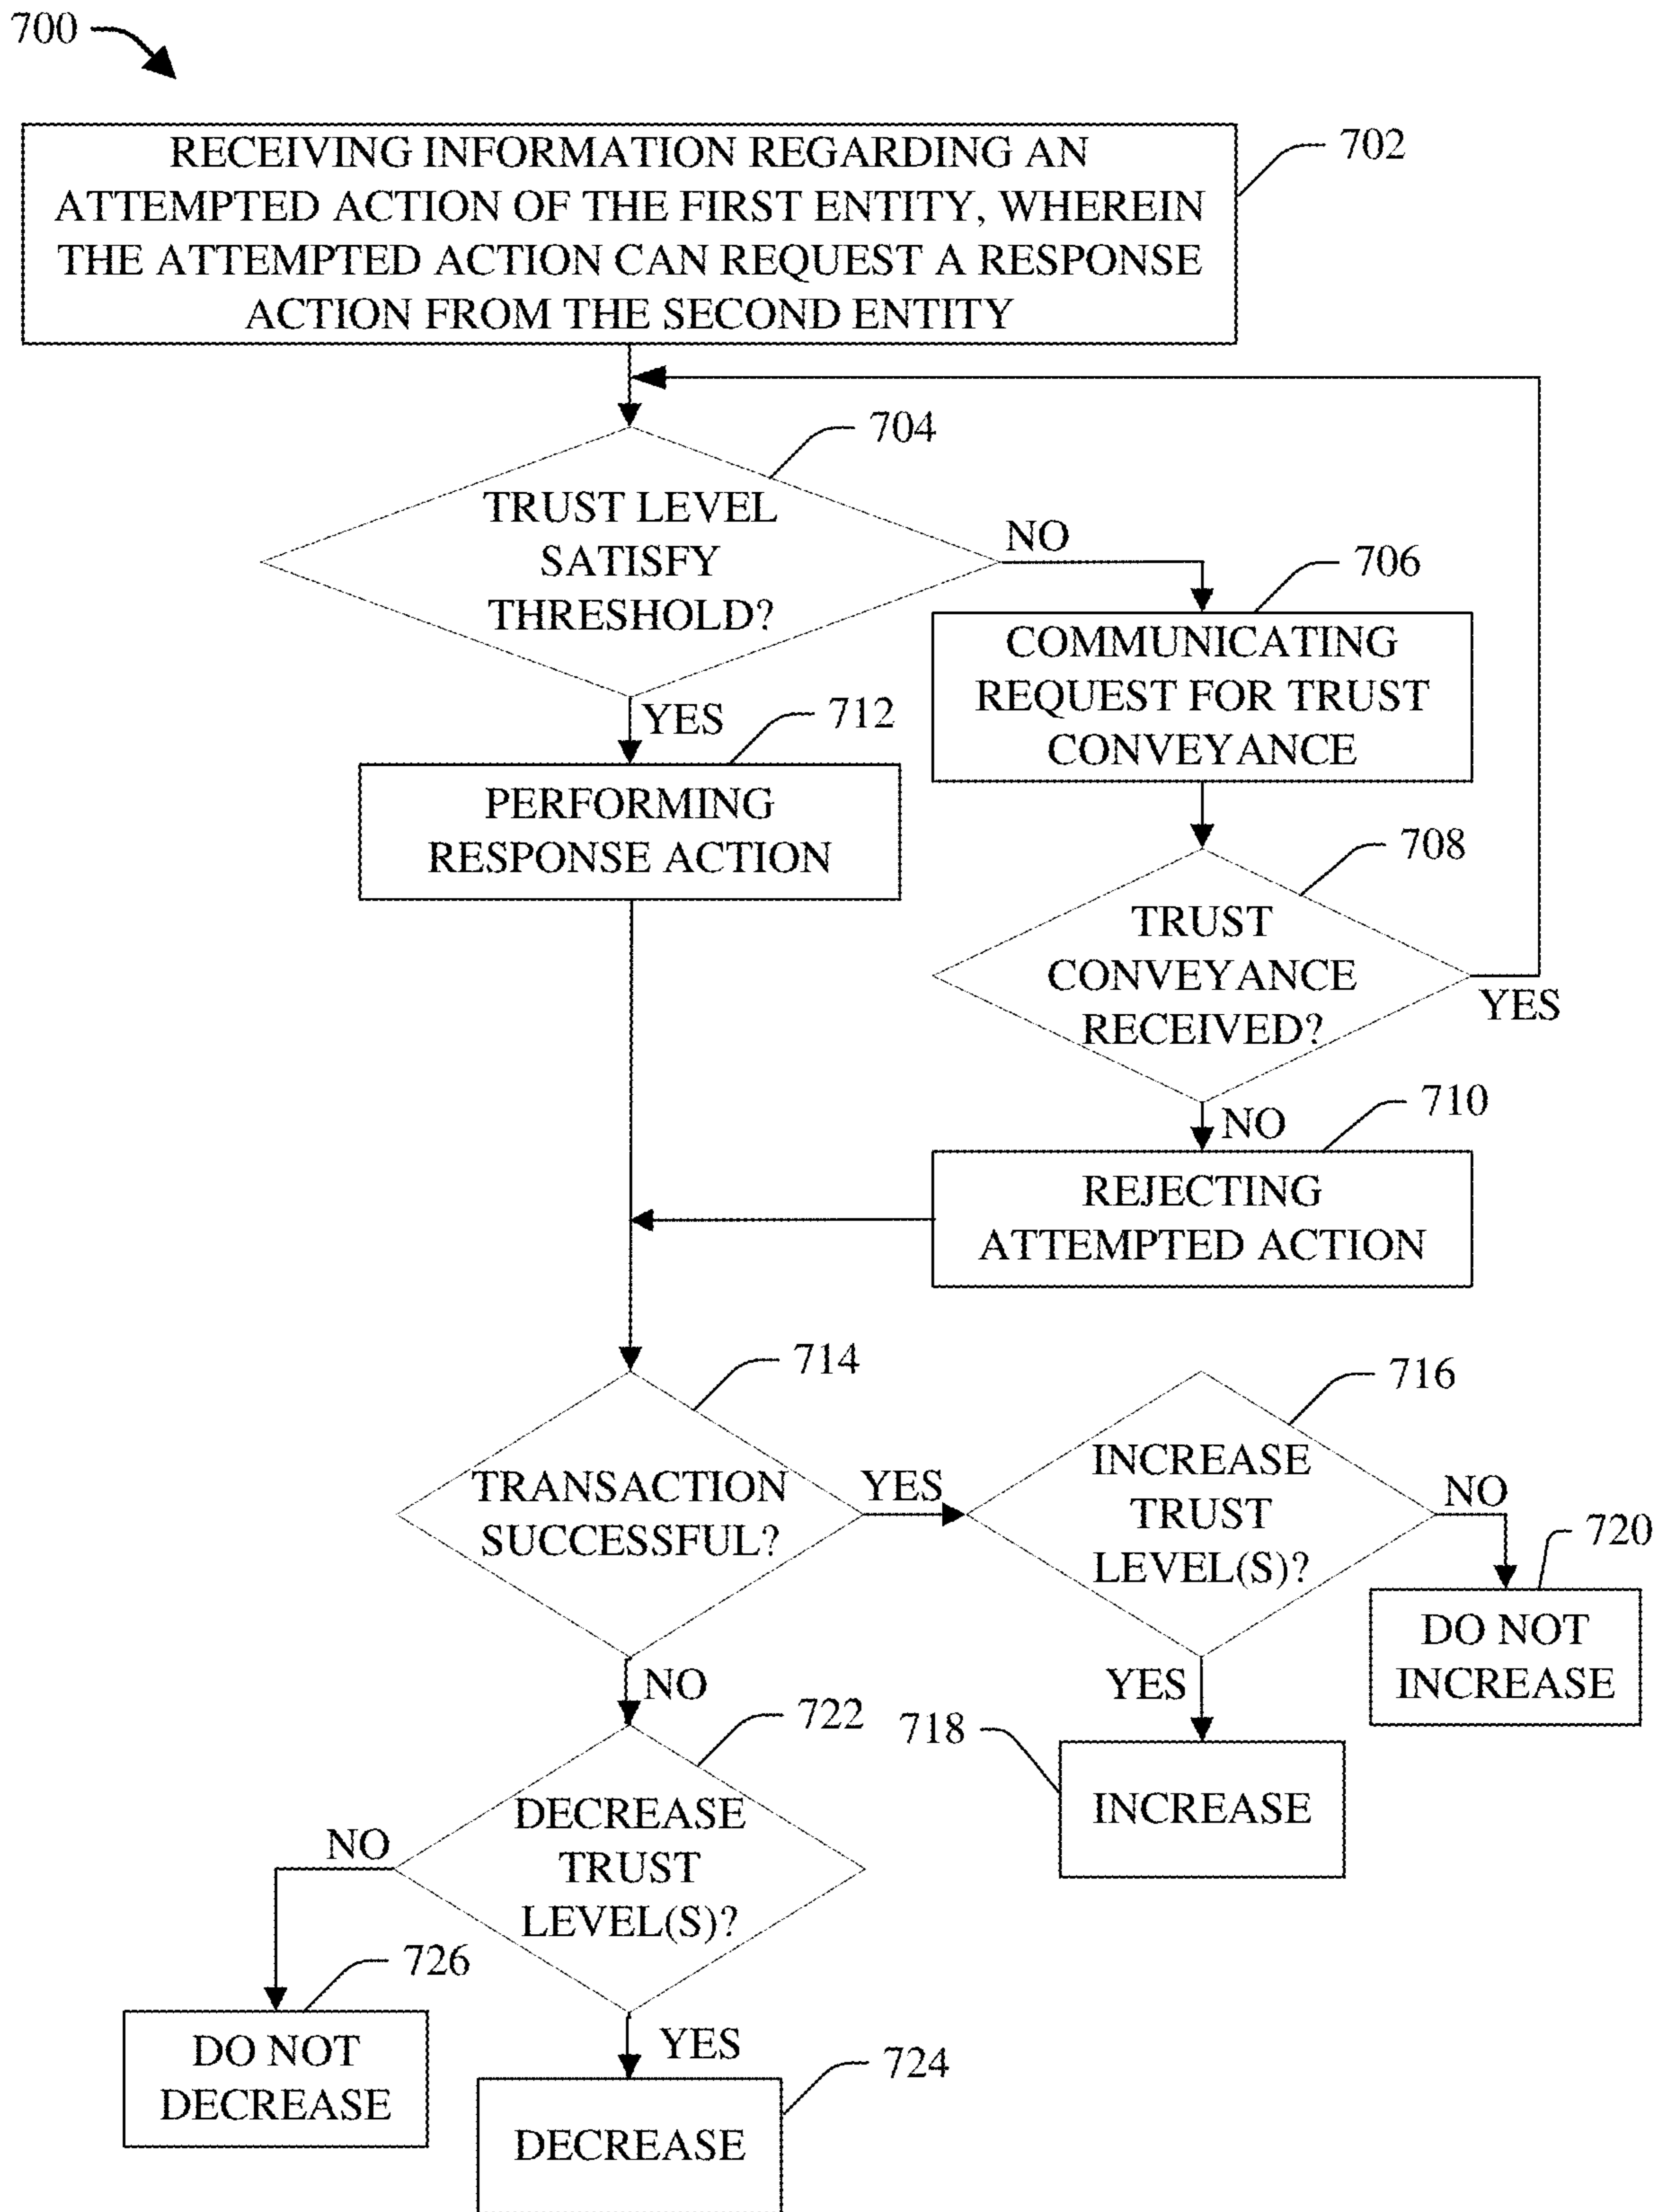 700
RECEIVING INFORMATION REGARDING AN
ATTEMPTED ACTION OF THE FIRST ENTITY, WHEREIN
THE ATTEMPTED ACTION CAN REQUEST A RESPONSE
ACTION FROM THE SECOND ENTITY
702
704
TRUST LEVEL
SATISFY
THRESHOLD?
NO
706
COMMUNICATING
REQUEST FOR TRUST
CONVEYANCE
YES
712
PERFORMING
RESPONSE ACTION
708
TRUST
CONVEYANCE
RECEIVED?
YES
NO
710
REJECTING
ATTEMPTED ACTION
714
TRANSACTION
SUCCESSFUL?
YES
716
INCREASE
TRUST
LEVEL(S)?
NO
720
DO NOT
INCREASE
YES
718
INCREASE
NO
722
DECREASE
TRUST
LEVEL(S)?
NO
726
DO NOT
DECREASE
YES
724
DECREASE